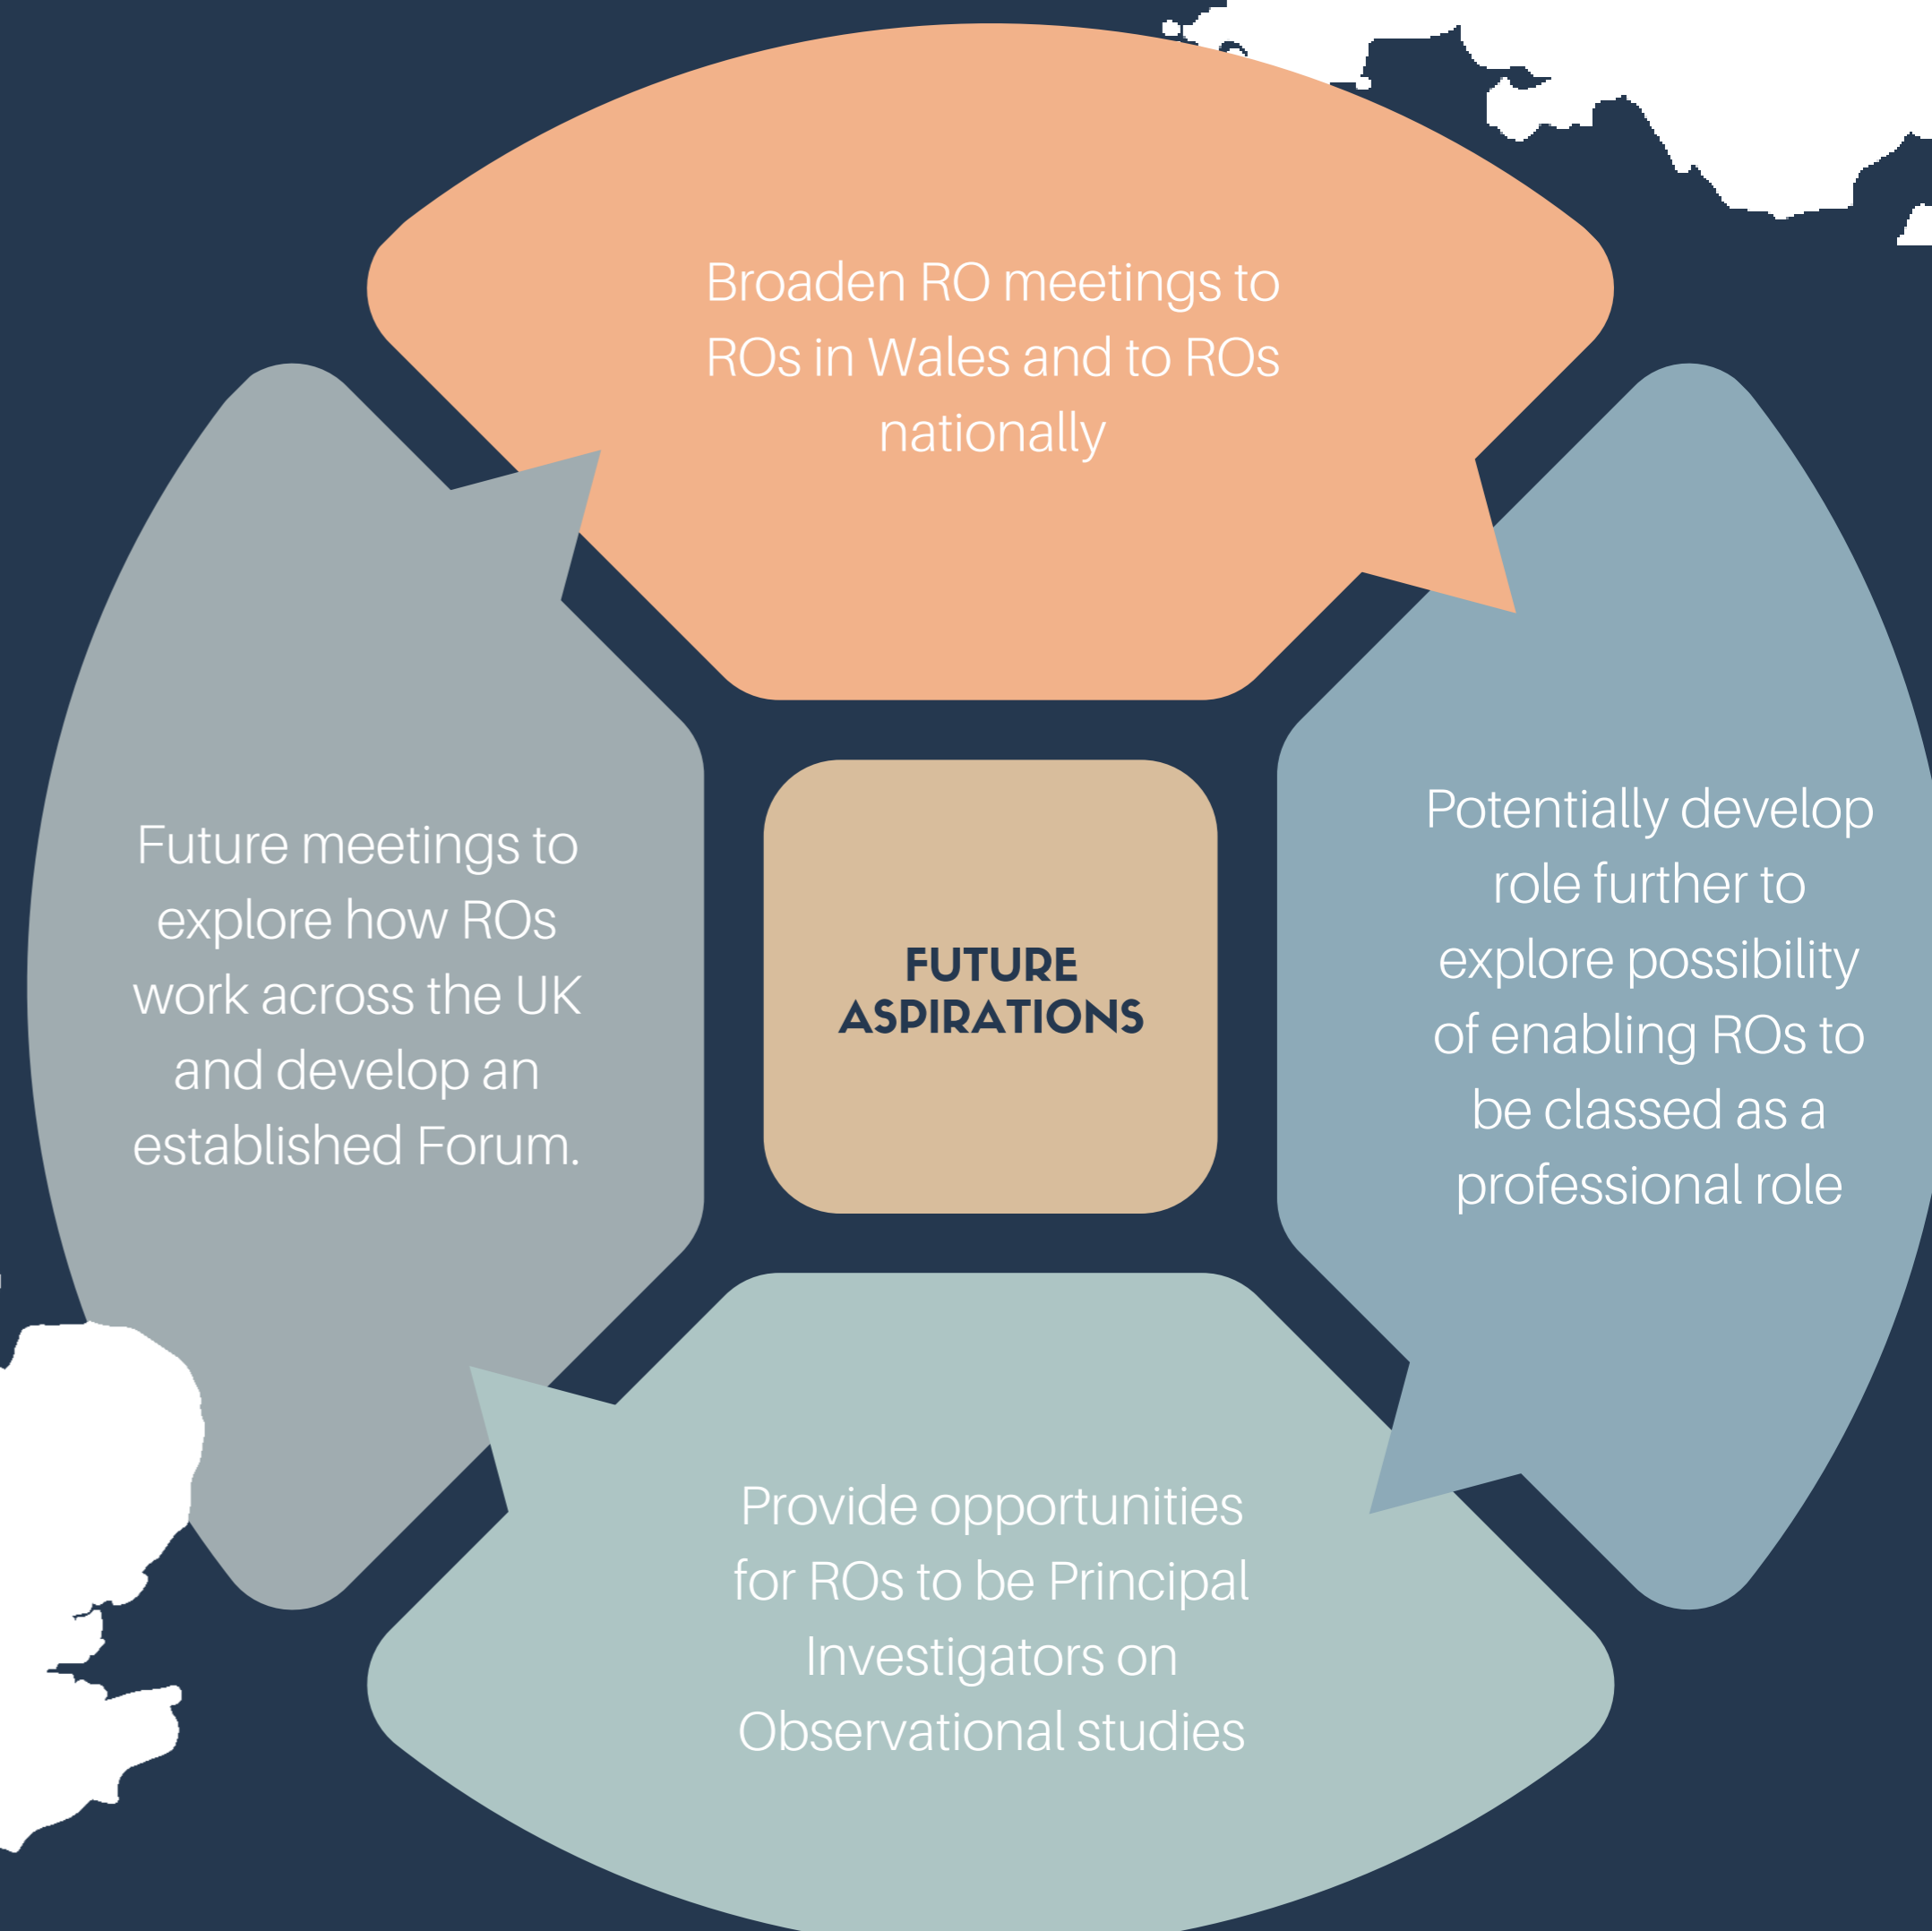 Broaden RO meetings to
ROs in Wales and to ROs
nationally
Potentially develop
role further to
explore possibility
of enabling ROs to
be classed as a
professional role
Provide opportunities
for ROs to be Principal
Investigators on
Observational studies
Future meetings to
explore how ROs
work across the UK
and develop an
established Forum.
FUTURE
ASPIRATIONS